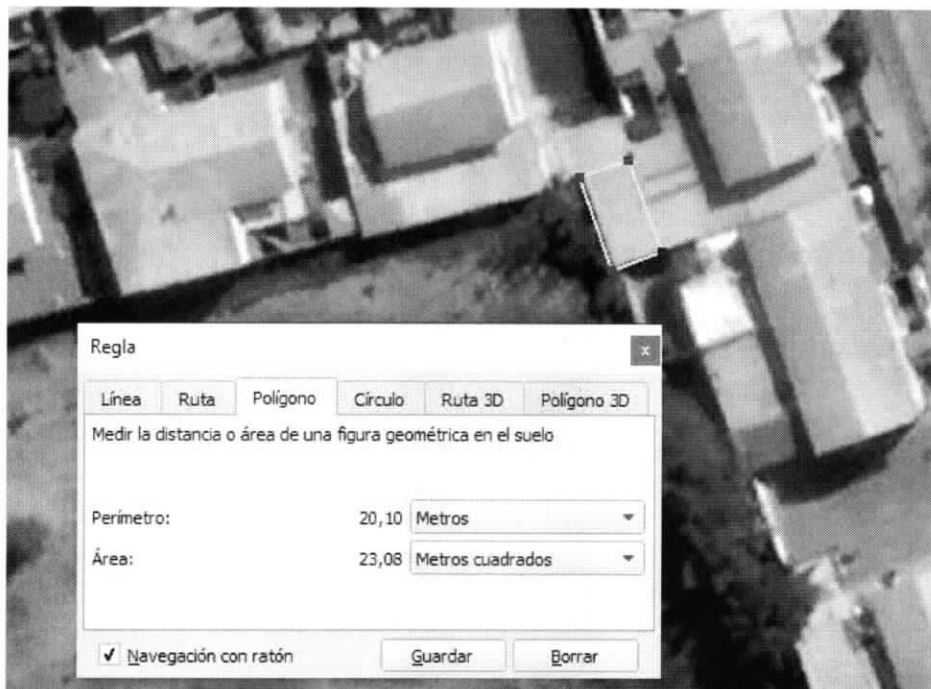 Regla
x
Línea Ruta Polígono Círculo Ruta 3D Polígono 3D
Medir la distancia o área de una figura geométrica en el suelo
Perímetro: 20,10 Metros
Área: 23,08 Metros cuadrados
Navegación con ratón Guardar Borrar